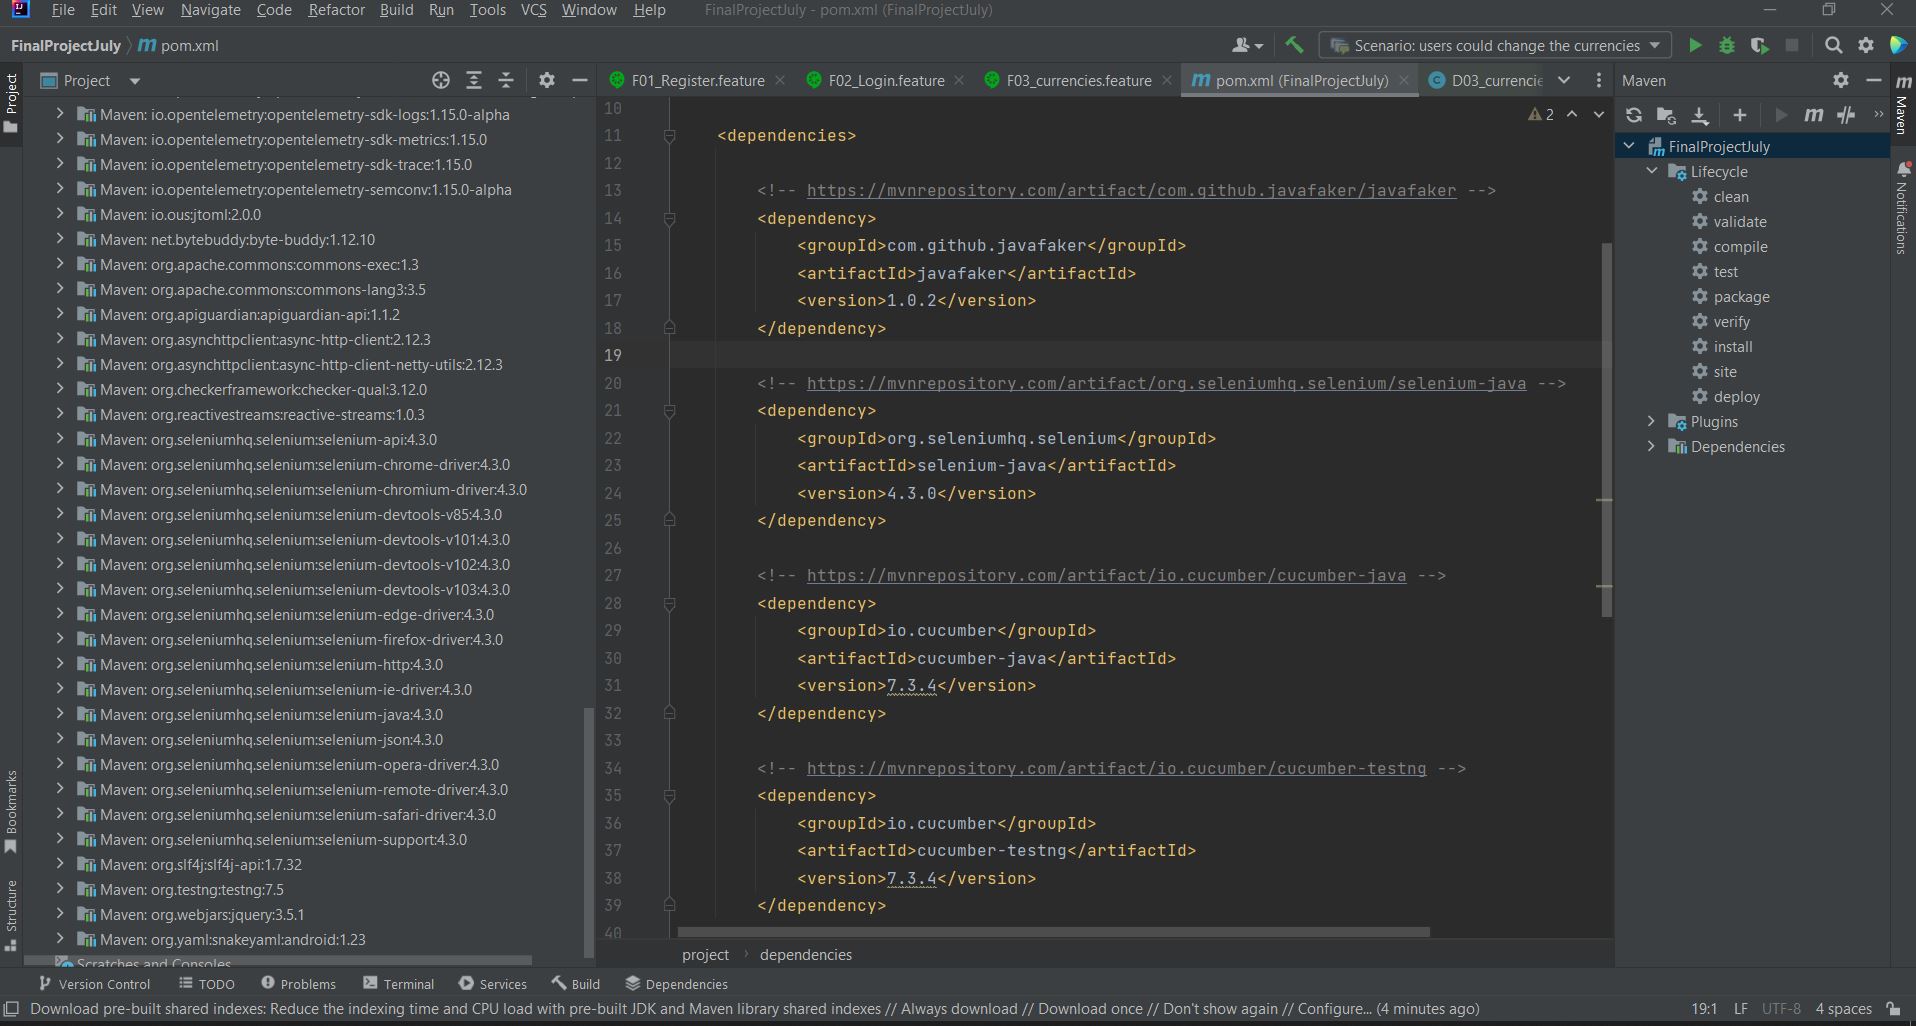 File Edit View Navigate Code Refactor Build Run Tools VCS Window Help FinalProjectJuly - pom.xml (FinalProjectJuly)
FinalProjectJuly pom.xml
Scenario: users could change the currencies
Project
Project
Maven: io.opentelemetry:opentelemetry-sdk-logs:1.15.0-alpha
Maven: io.opentelemetry:opentelemetry-sdk-metrics:1.15.0
Maven: io.opentelemetry:opentelemetry-sdk-trace:1.15.0
Maven: io.opentelemetry:opentelemetry-semconv:1.15.0-alpha
Maven: io.ous:jtoml:2.0.0
Maven: net.bytebuddy:byte-buddy:1.12.10
Maven: org.apache.commons:commons-exec:1.3
Maven: org.apache.commons:commons-lang3:3.5
Maven: org.apiguardian:apiguardian-api:1.1.2
Maven: org.asynchttpclient:async-http-client:2.12.3
Maven: org.asynchttpclient:async-http-client-netty-utils:2.12.3
Maven: org.checkerframework:checker-qual:3.12.0
Maven: org.reactivestreams:reactive-streams:1.0.3
Maven: org.seleniumhq.selenium:selenium-api:4.3.0
Maven: org.seleniumhq.selenium:selenium-chrome-driver:4.3.0
Maven: org.seleniumhq.selenium:selenium-chromium-driver:4.3.0
Maven: org.seleniumhq.selenium:selenium-devtools-v85:4.3.0
Maven: org.seleniumhq.selenium:selenium-devtools-v101:4.3.0
Maven: org.seleniumhq.selenium:selenium-devtools-v102:4.3.0
Maven: org.seleniumhq.selenium:selenium-devtools-v103:4.3.0
Maven: org.seleniumhq.selenium:selenium-edge-driver:4.3.0
Maven: org.seleniumhq.selenium:selenium-firefox-driver:4.3.0
Maven: org.seleniumhq.selenium:selenium-http:4.3.0
Maven: org.seleniumhq.selenium:selenium-ie-driver:4.3.0
Maven: org.seleniumhq.selenium:selenium-java:4.3.0
Maven: org.seleniumhq.selenium:selenium-json:4.3.0
Maven: org.seleniumhq.selenium:selenium-opera-driver:4.3.0
Maven: org.seleniumhq.selenium:selenium-remote-driver:4.3.0
Maven: org.seleniumhq.selenium:selenium-safari-driver:4.3.0
Maven: org.seleniumhq.selenium:selenium-support:4.3.0
Maven: org.slf4j:slf4j-api:1.7.32
Maven: org.testng:testng:7.5
Maven: org.webjars:jquery:3.5.1
Maven: org.yaml:snakeyaml:android:1.23
Scratches and Consoles
Bookmarks
Structure
F01_Register.feature F02_Login.feature F03_currencies.feature pom.xml (FinalProjectJuly) D03_currencie
2
10
11 <dependencies>
12
13 <!-- https://mvnrepository.com/artifact/com.github.javafaker/javafaker -->
14 <dependency>
15 <groupId>com.github.javafaker</groupId>
16 <artifactId>javafaker</artifactId>
17 <version>1.0.2</version>
18 </dependency>
19
20 <!-- https://mvnrepository.com/artifact/org.seleniumhq.selenium/selenium-java -->
21 <dependency>
22 <groupId>org.seleniumhq.selenium</groupId>
23 <artifactId>selenium-java</artifactId>
24 <version>4.3.0</version>
25 </dependency>
26
27 <!-- https://mvnrepository.com/artifact/io.cucumber/cucumber-java -->
28 <dependency>
29 <groupId>io.cucumber</groupId>
30 <artifactId>cucumber-java</artifactId>
31 <version>7.3.4</version>
32 </dependency>
33
34 <!-- https://mvnrepository.com/artifact/io.cucumber/cucumber-testng -->
35 <dependency>
36 <groupId>io.cucumber</groupId>
37 <artifactId>cucumber-testng</artifactId>
38 <version>7.3.4</version>
39 </dependency>
40
project dependencies
Maven
FinalProjectJuly
Lifecycle
clean
validate
compile
test
package
verify
install
site
deploy
Plugins
Dependencies
Maven
Notifications
Version Control TODO Problems Terminal Services Build Dependencies
Download pre-built shared indexes: Reduce the indexing time and CPU load with pre-built JDK and Maven library shared indexes // Always download // Download once // Don't show again // Configure... (4 minutes ago) 19:1 LF UTF-8 4 spaces